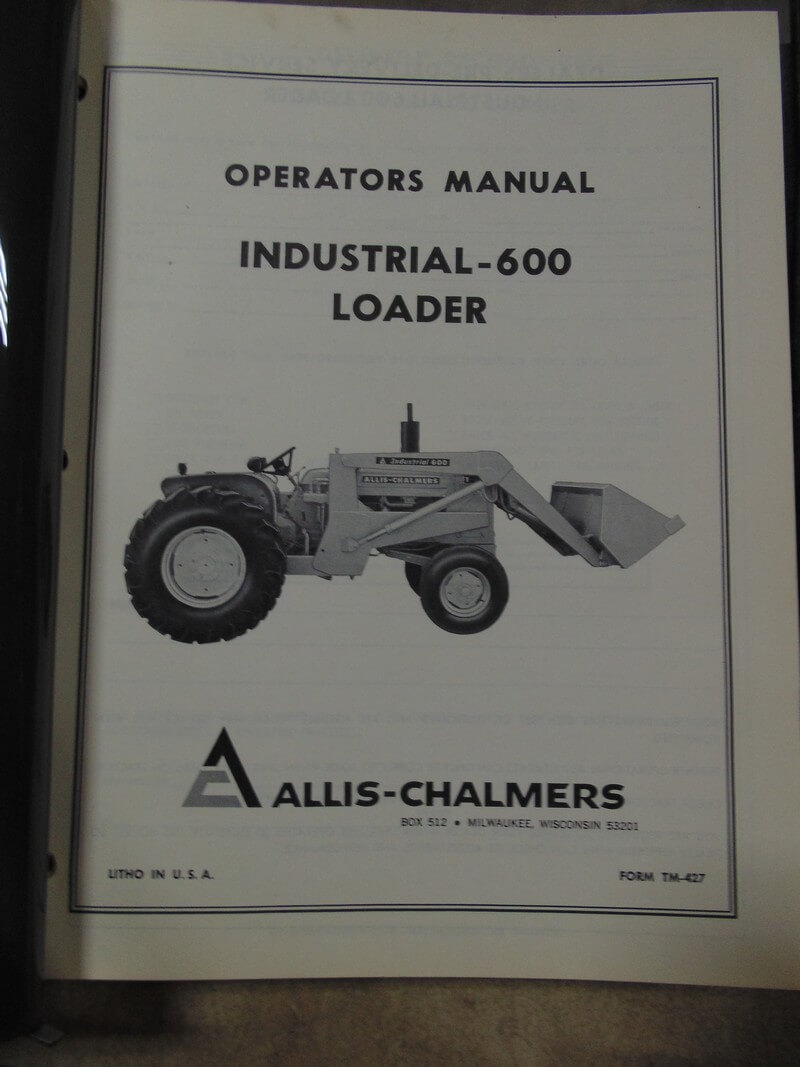 OPERATORS MANUAL
INDUSTRIAL-600
LOADER
Industrial 600
ALLIS-CHALMERS
ALLIS-CHALMERS
BOX 512 • MILWAUKEE, WISCONSIN 53201
LITHO IN U.S.A.
FORM TM-427